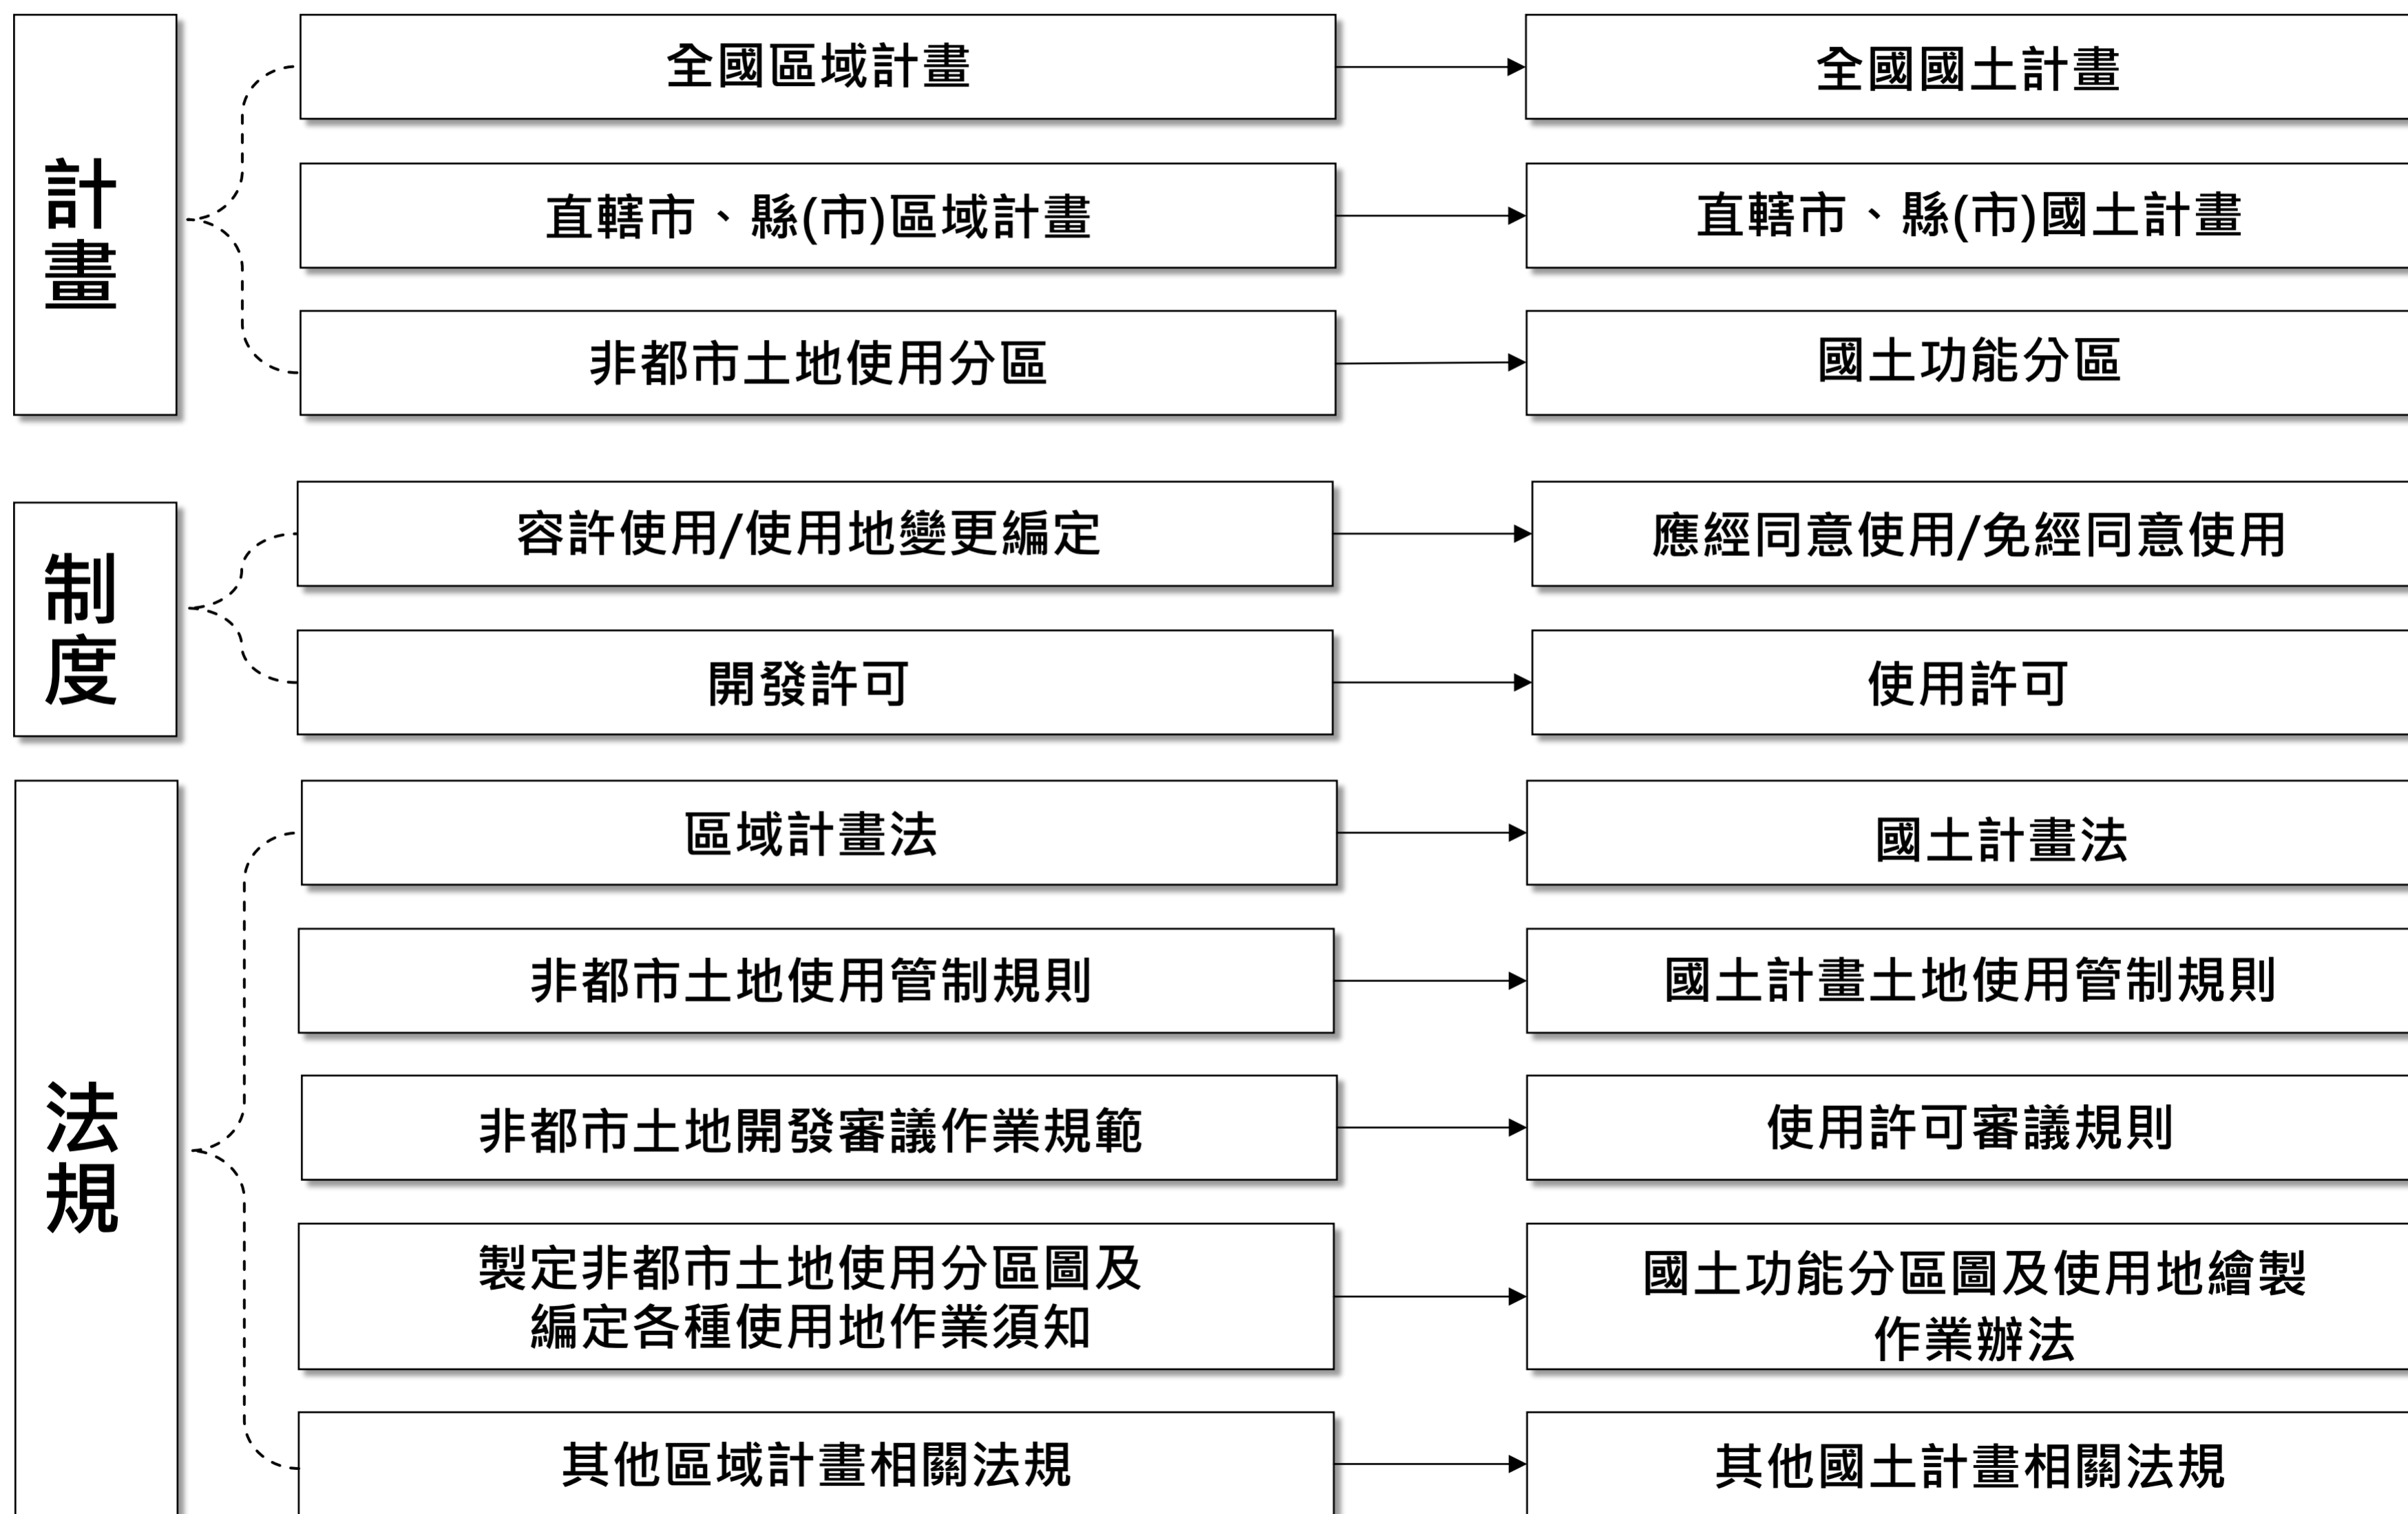 計
畫
全國區域計畫
全國國土計畫
直轄市、縣(市)區域計畫
直轄市、縣(市)國土計畫
非都市土地使用分區
國土功能分區
制
度
容許使用/使用地變更編定
應經同意使用/免經同意使用
開發許可
使用許可
法
規
區域計畫法
國土計畫法
非都市土地使用管制規則
國土計畫土地使用管制規則
非都市土地開發審議作業規範
使用許可審議規則
製定非都市土地使用分區圖及
編定各種使用地作業須知
國土功能分區圖及使用地繪製
作業辦法
其他區域計畫相關法規
其他國土計畫相關法規